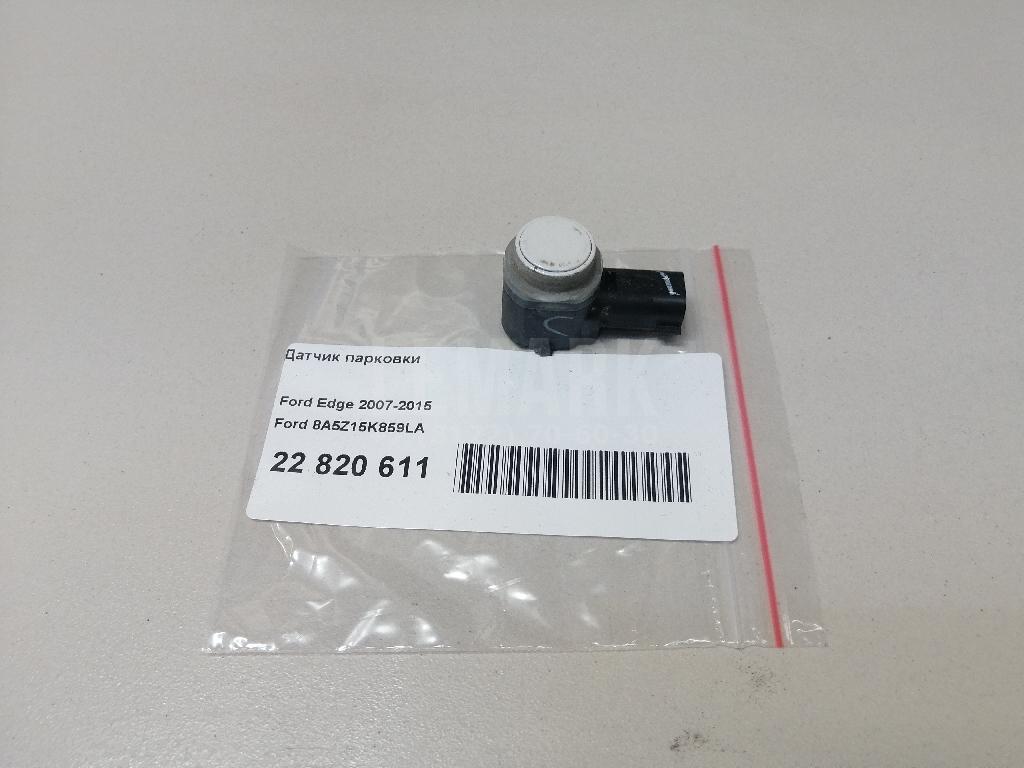 Датчик парковки
Ford Edge 2007-2015
Ford 8A5Z15K859LA
22 820 611